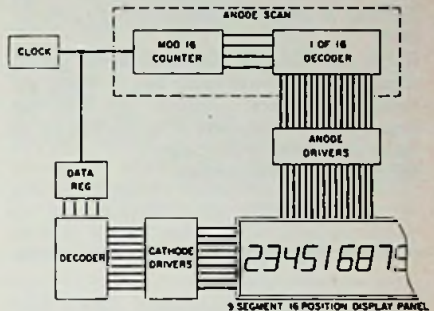 ANODE SCAN
CLOCK
MOD 16
COUNTER
1 OF 16
DECODER
ANODE
DRIVERS
DATA
REG
DECODER
CATHODE
DRIVERS
234516879
9 SEGMENT 16 POSITION DISPLAY PANEL